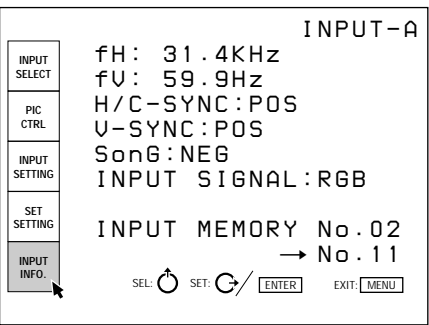 INPUT-A
INPUT
SELECT
PIC
CTRL
INPUT
SETTING
SET
SETTING
INPUT
INFO.
fH: 31.4KHz
fV: 59.9Hz
H/C-SYNC:POS
V-SYNC:POS
SonG:NEG
INPUT SIGNAL:RGB
INPUT MEMORY No.02
→ No.11
SEL: SET: / ENTER EXIT: MENU